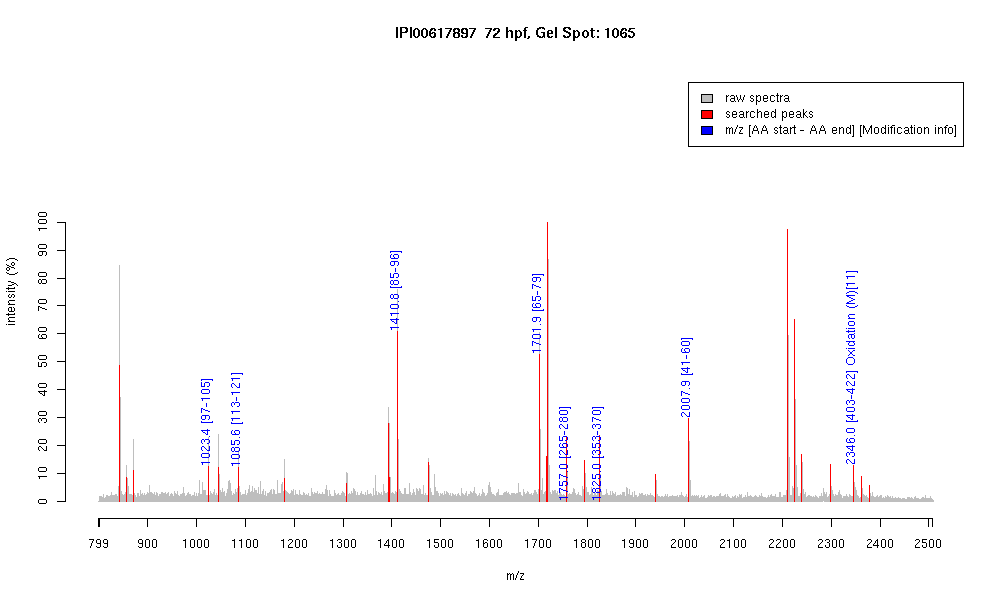 IPI00617897 72 hpf, Gel Spot: 1065
raw spectra
searched peaks
m/z [AA start - AA end] [Modification info]
intensity (%)
100
90
80
70
60
50
40
30
20
10
0
1023.4 [97-105]
1085.6 [113-121]
1410.8 [85-96]
1701.9 [65-79]
1757.0 [265-280]
1825.0 [353-370]
2007.9 [41-60]
2346.0 [403-422] Oxidation (M)[11]
799 900 1000 1100 1200 1300 1400 1500 1600 1700 1800 1900 2000 2100 2200 2300 2400 2500
m/z